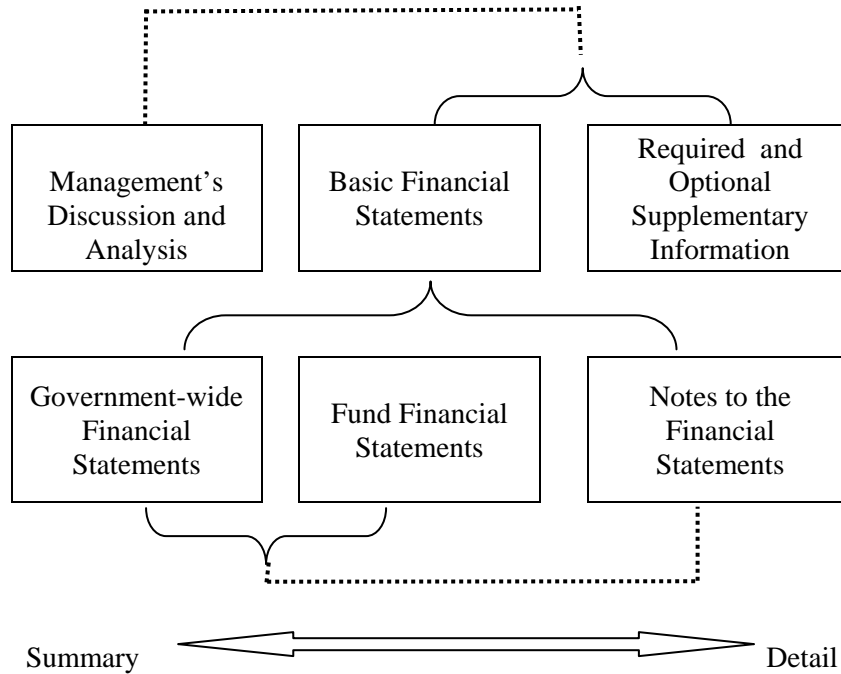 Management’s
Discussion and
Analysis
Basic Financial
Statements
Required and
Optional
Supplementary
Information
Government-wide
Financial
Statements
Fund Financial
Statements
Notes to the
Financial
Statements
Summary
Detail